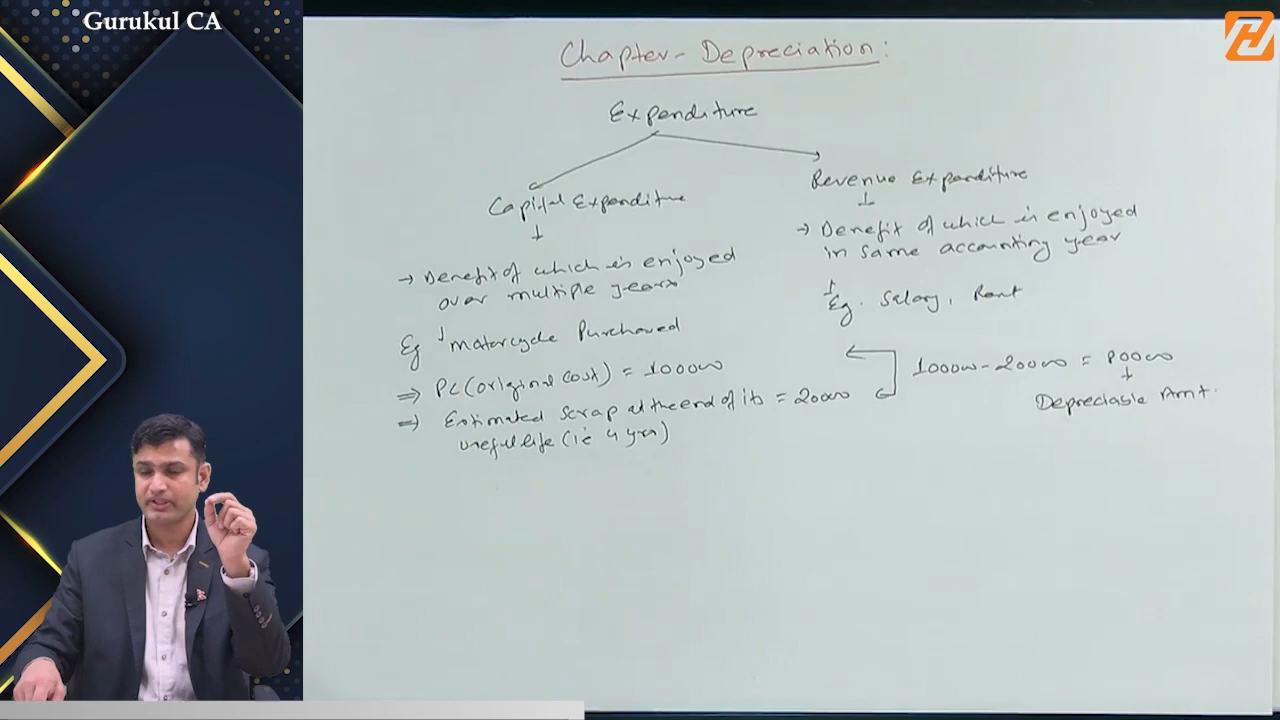 Gurukul CA
Chapter - Depreciation:
Expenditure
Capital Expenditure
→ Benefit of which is enjoyed
over multiple years
Eg motorcycle Purchased
⇒ PC (original Cost) = 100000
⇒ Estimated Scrap at the end of its = 20000
useful life (ie 4 yrs)
Revenue Expenditure
→ Benefit of which is enjoyed
in same accounting year
Eg. Salary, Rent
100000 - 20000 = 80000
Depreciable Amt.